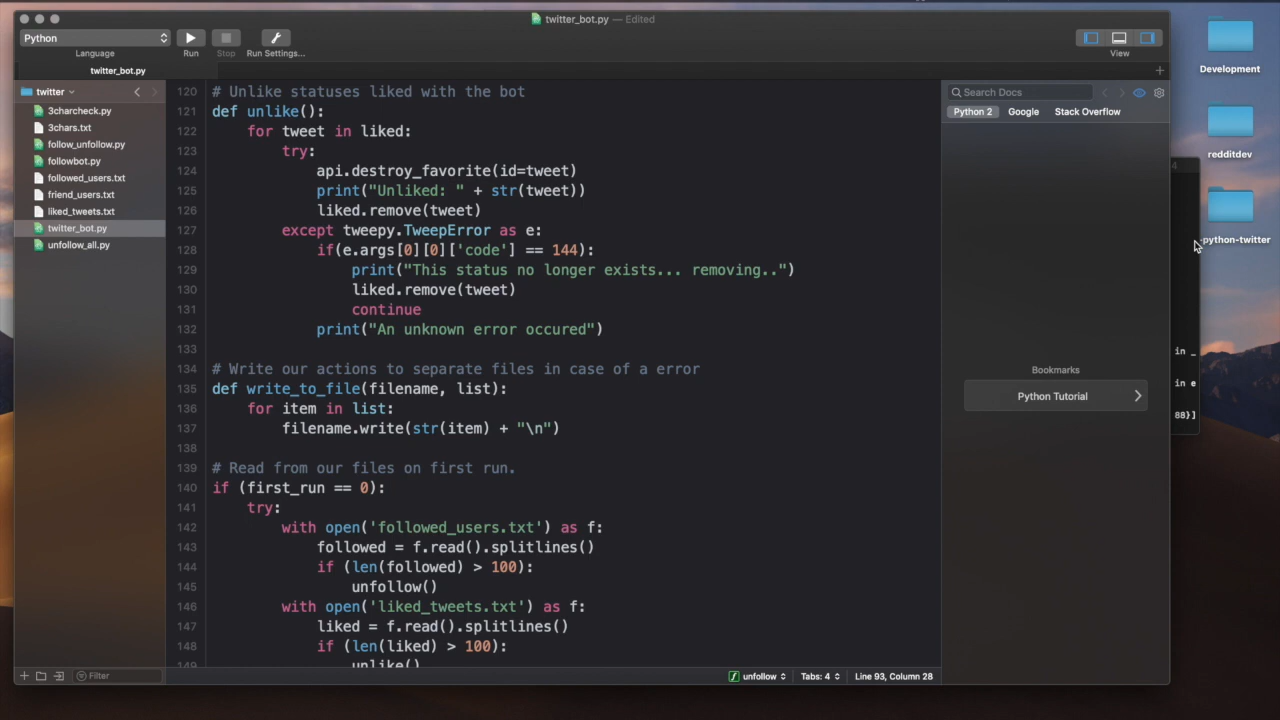 twitter_bot.py — Edited
Python
Language
Run
Stop
Run Settings...
View
twitter_bot.py
twitter
3charcheck.py
3chars.txt
follow_unfollow.py
followbot.py
followed_users.txt
friend_users.txt
liked_tweets.txt
twitter_bot.py
unfollow_all.py
Filter
120 # Unlike statuses liked with the bot
121 def unlike():
122 for tweet in liked:
123 try:
124 api.destroy_favorite(id=tweet)
125 print("Unliked: " + str(tweet))
126 liked.remove(tweet)
127 except tweepy.TweepError as e:
128 if(e.args[0][0]['code'] == 144):
129 print("This status no longer exists... removing..")
130 liked.remove(tweet)
131 continue
132 print("An unknown error occured")
133
134 # Write our actions to separate files in case of a error
135 def write_to_file(filename, list):
136 for item in list:
137 filename.write(str(item) + "\n")
138
139 # Read from our files on first run.
140 if (first_run == 0):
141 try:
142 with open('followed_users.txt') as f:
143 followed = f.read().splitlines()
144 if (len(followed) > 100):
145 unfollow()
146 with open('liked_tweets.txt') as f:
147 liked = f.read().splitlines()
148 if (len(liked) > 100):
149 unlike()
unfollow
Tabs: 4
Line 93, Column 28
Search Docs
Python 2
Google
Stack Overflow
Bookmarks
Python Tutorial
Development
redditdev
python-twitter
4
in _
in e
88}]